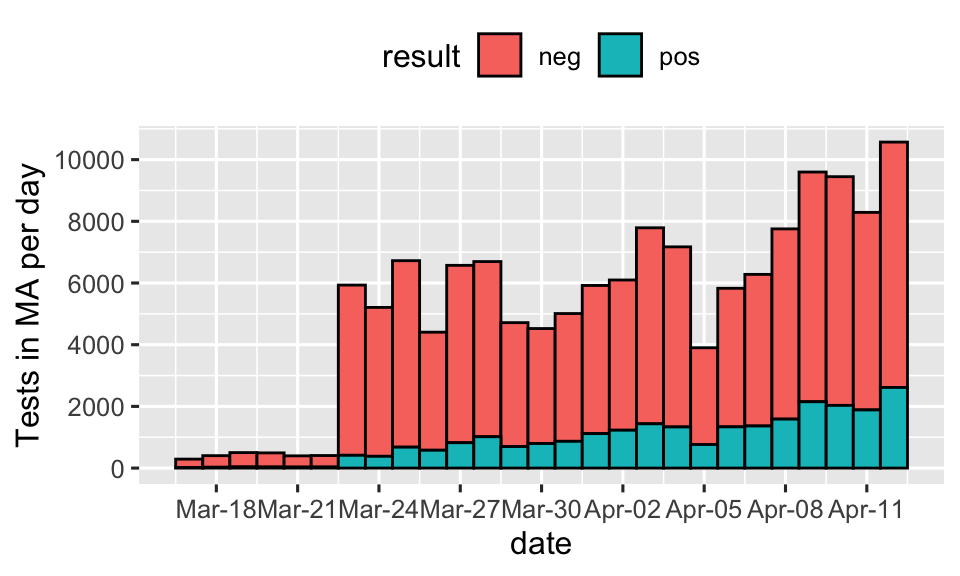 result neg pos
Tests in MA per day
10000
8000
6000
4000
2000
0
Mar-18 Mar-21 Mar-24 Mar-27 Mar-30 Apr-02 Apr-05 Apr-08 Apr-11
date